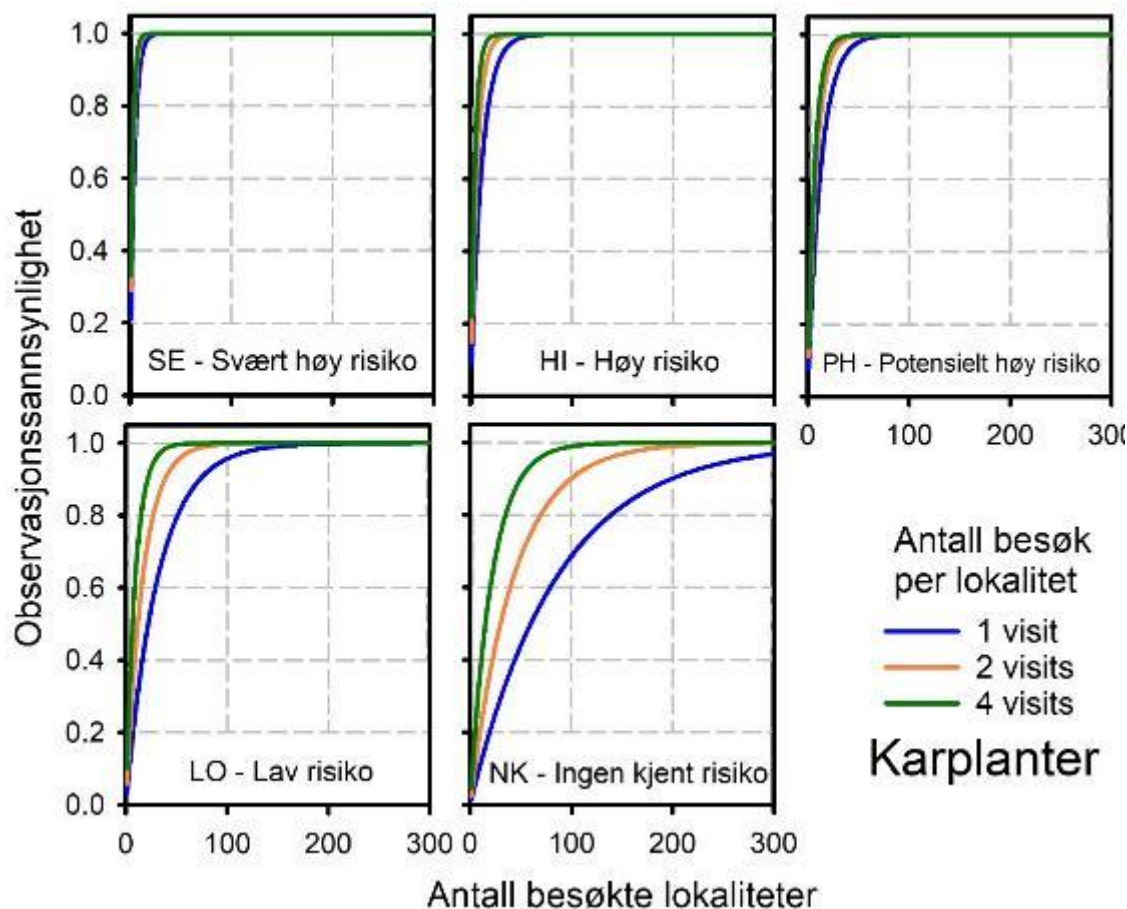 Observasjonssannsynlighet
1.0
0.8
0.6
0.4
0.2
0.0
SE - Svært høy risiko
HI - Høy risiko
PH - Potensielt høy risiko
0 100 200 300
1.0
0.8
0.6
0.4
0.2
0.0
LO - Lav risiko
NK - Ingen kjent risiko
0 100 200 300
0 100 200 300
Antall besøkte lokaliteter
Antall besøk
per lokalitet
1 visit
2 visits
4 visits
Karplanter